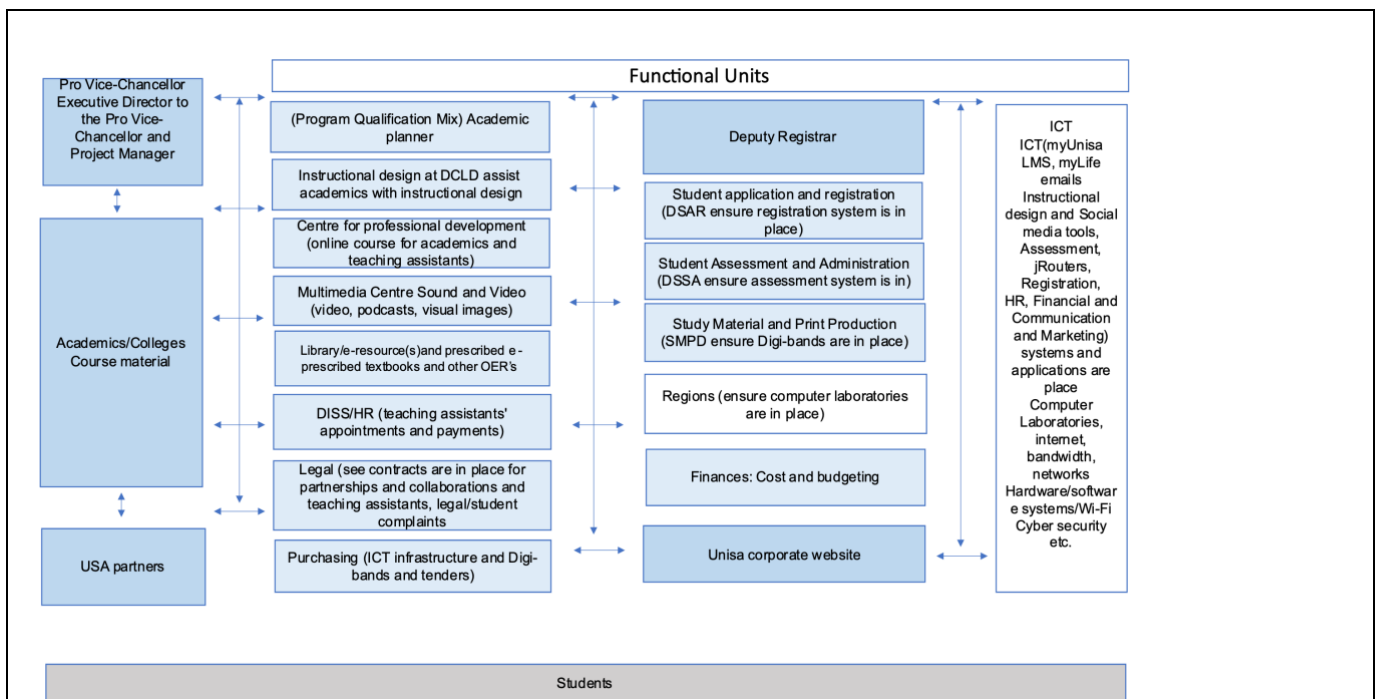 Functional Units
Pro Vice-Chancellor
Executive Director to
the Pro Vice-
Chancellor and
Project Manager
Academics/Colleges
Course material
USA partners
(Program Qualification Mix) Academic
planner
Instructional design at DCLD assist
academics with instructional design
Centre for professional development
(online course for academics and
teaching assistants)
Multimedia Centre Sound and Video
(video, podcasts, visual images)
Library/e-resource(s)and prescribed e-
prescribed textbooks and other OER's
DISS/HR (teaching assistants'
appointments and payments)
Legal (see contracts are in place for
partnerships and collaborations and
teaching assistants, legal/student
complaints
Purchasing (ICT infrastructure and Digi-
bands and tenders)
Deputy Registrar
Student application and registration
(DSAR ensure registration system is in
place)
Student Assessment and Administration
(DSSA ensure assessment system is in)
Study Material and Print Production
(SMPD ensure Digi-bands are in place)
Regions (ensure computer laboratories
are in place)
Finances: Cost and budgeting
Unisa corporate website
ICT
ICT(myUnisa
LMS, myLife
emails
Instructional
design and Social
media tools,
Assessment,
jRouters,
Registration,
HR, Financial and
Communication
and Marketing)
systems and
applications are
place
Computer
Laboratories,
internet,
bandwidth,
networks
Hardware/softwar
e systems/Wi-Fi
Cyber security
etc.
Students